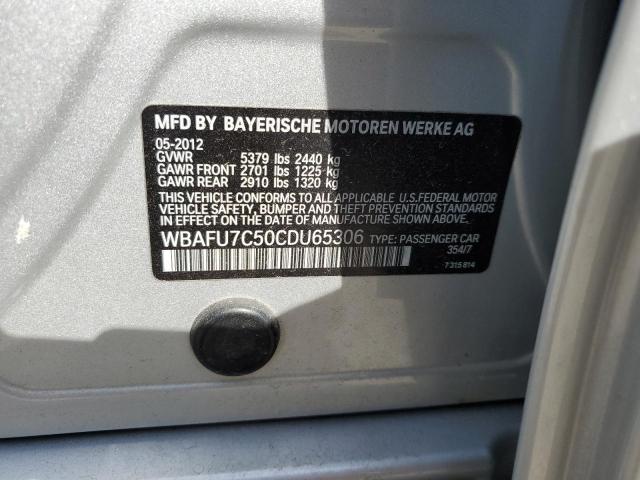 MFD BY BAYERISCHE MOTOREN WERKE AG
05-2012
GVWR 5379 lbs 2440 kg
GAWR FRONT 2701 lbs 1225 kg
GAWR REAR 2910 lbs 1320 kg
THIS VEHICLE CONFORMS TO ALL APPLICABLE U.S.FEDERAL MOTOR
VEHICLE SAFETY, BUMPER AND THEFT PREVENTION STANDARDS
IN EFFECT ON THE DATE OF MANUFACTURE SHOWN ABOVE.
WBAFU7C50CDU65306 TYPE: PASSENGER CAR
354/7
7 315 814